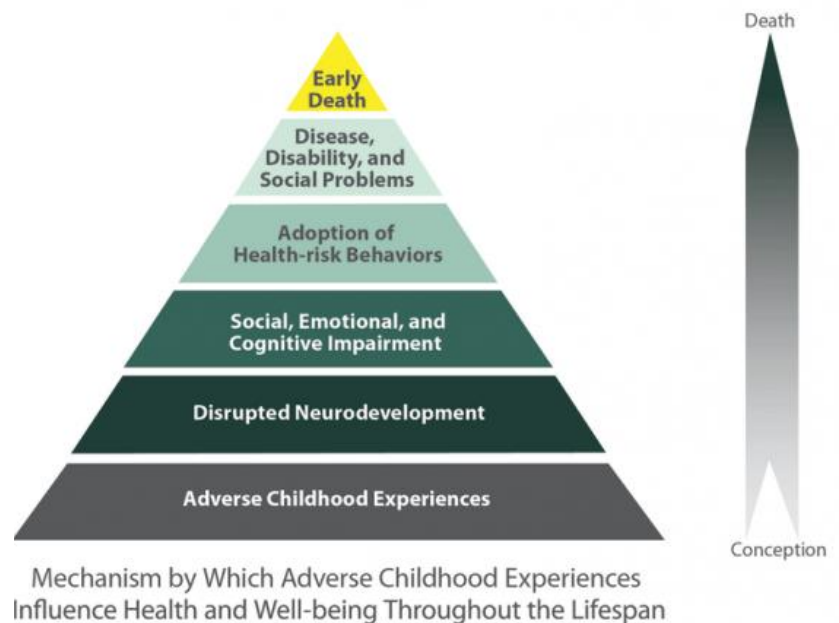 Death
Early
Death
Disease,
Disability, and
Social Problems
Adoption of
Health-risk Behaviors
Social, Emotional, and
Cognitive Impairment
Disrupted Neurodevelopment
Adverse Childhood Experiences
Conception
Mechanism by Which Adverse Childhood Experiences
Influence Health and Well-being Throughout the Lifespan